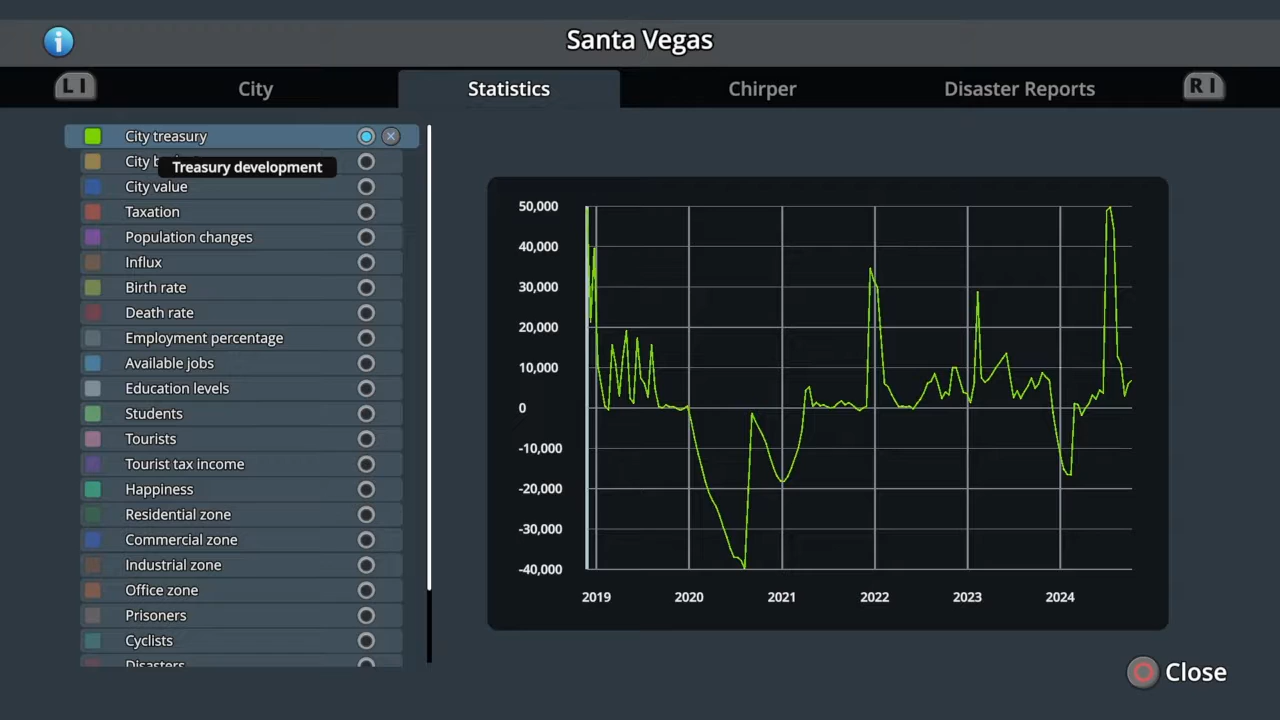 Santa Vegas
L1
City
Statistics
Chirper
Disaster Reports
R1
City treasury
City b
Treasury development
City value
Taxation
Population changes
Influx
Birth rate
Death rate
Employment percentage
Available jobs
Education levels
Students
Tourists
Tourist tax income
Happiness
Residential zone
Commercial zone
Industrial zone
Office zone
Prisoners
Cyclists
Disasters
50,000
40,000
30,000
20,000
10,000
0
-10,000
-20,000
-30,000
-40,000
2019 2020 2021 2022 2023 2024
Close